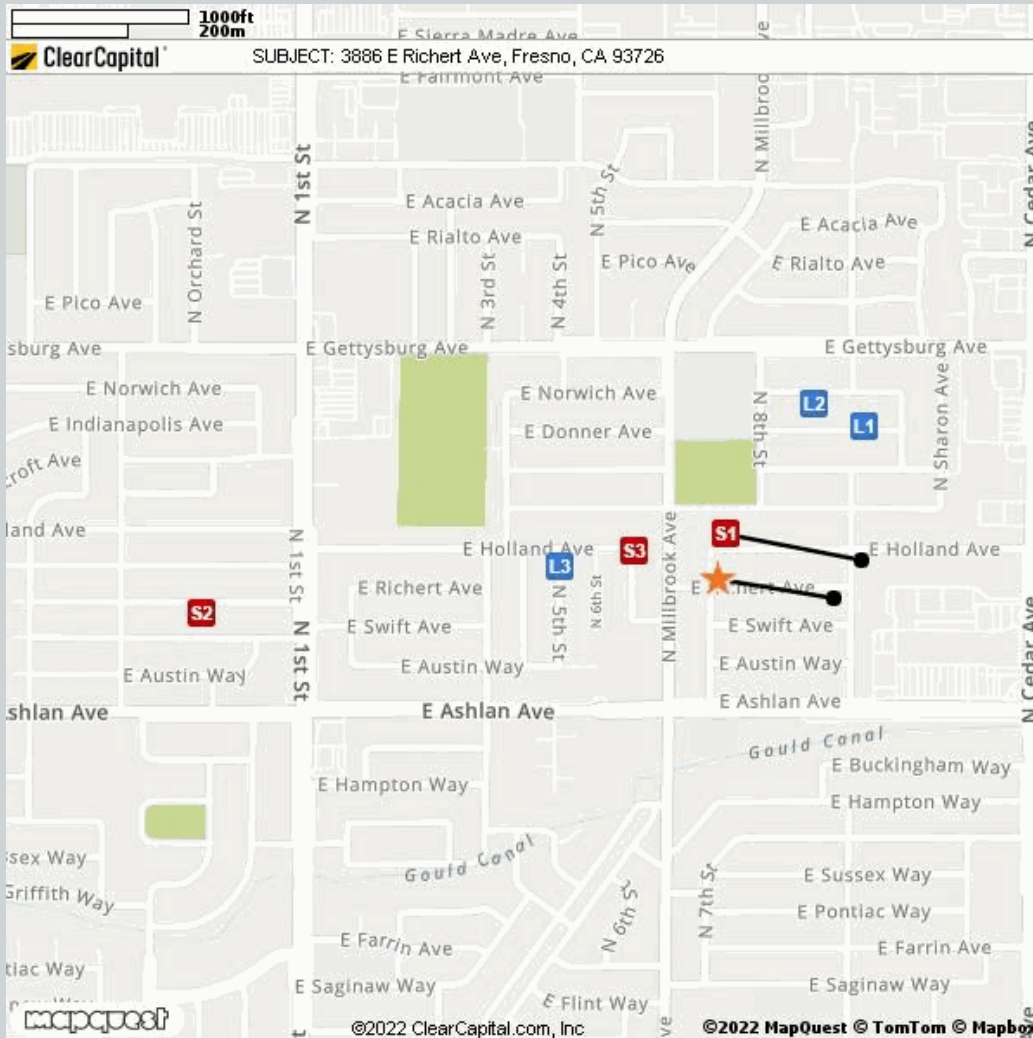 1000ft
200m
E Sierra Madre Ave
ClearCapital
SUBJECT: 3886 E Richert Ave, Fresno, CA 93726
E Fairmont Ave
N Millbroo
ve
N 1st St
N Cedar Ave
N 5th St
N Orchard St
E Acacia Ave
E Acacia Ave
E Rialto Ave
E Pico Ave
E Rialto Ave
N 3rd St
N 4th St
E Pico Ave
sburg Ave
E Gettysburg Ave
E Gettysburg Ave
E Norwich Ave
E Norwich Ave
L2
N 8th St
N Sharon Ave
E Indianapolis Ave
E Donner Ave
L1
croft Ave
land Ave
N 1st St
S1
E Holland Ave
S3
N Millbrook Ave
E Holland Ave
L3
E Richert Ave
N 5th St
N 6th St
S2
E Swift Ave
E Swift Ave
N 1st St
N Cedar Ave
E Austin Way
E Austin Way
E Austin Way
shlan Ave
E Ashlan Ave
E Ashlan Ave
Gould Canal
E Buckingham Way
E Hampton Way
E Hampton Way
Gould Canal
ssex Way
E Sussex Way
Griffith Way
N 6th St
N 7th St
E Pontiac Way
E Farrin Ave
E Farrin Ave
tiac Way
E Saginaw Way
E Saginaw Way
E Flint Way
mapquest
©2022 ClearCapital.com, Inc
©2022 MapQuest © TomTom © Mapbox